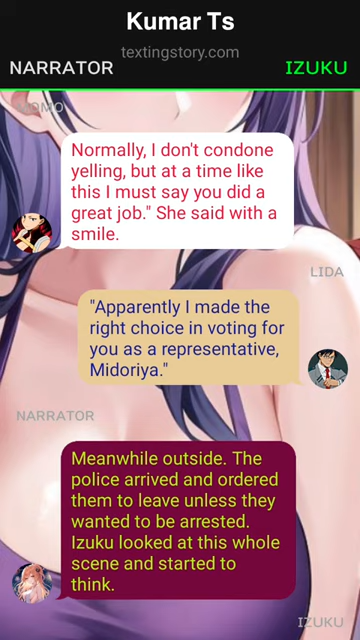 Kumar Ts
textingstory.com
NARRATOR
IZUKU
MOMO
Normally, I don't condone
yelling, but at a time like
this I must say you did a
great job." She said with a
smile.
LIDA
"Apparently I made the
right choice in voting for
you as a representative,
Midoriya."
NARRATOR
Meanwhile outside. The
police arrived and ordered
them to leave unless they
wanted to be arrested.
Izuku looked at this whole
scene and started to
think.
IZUKU